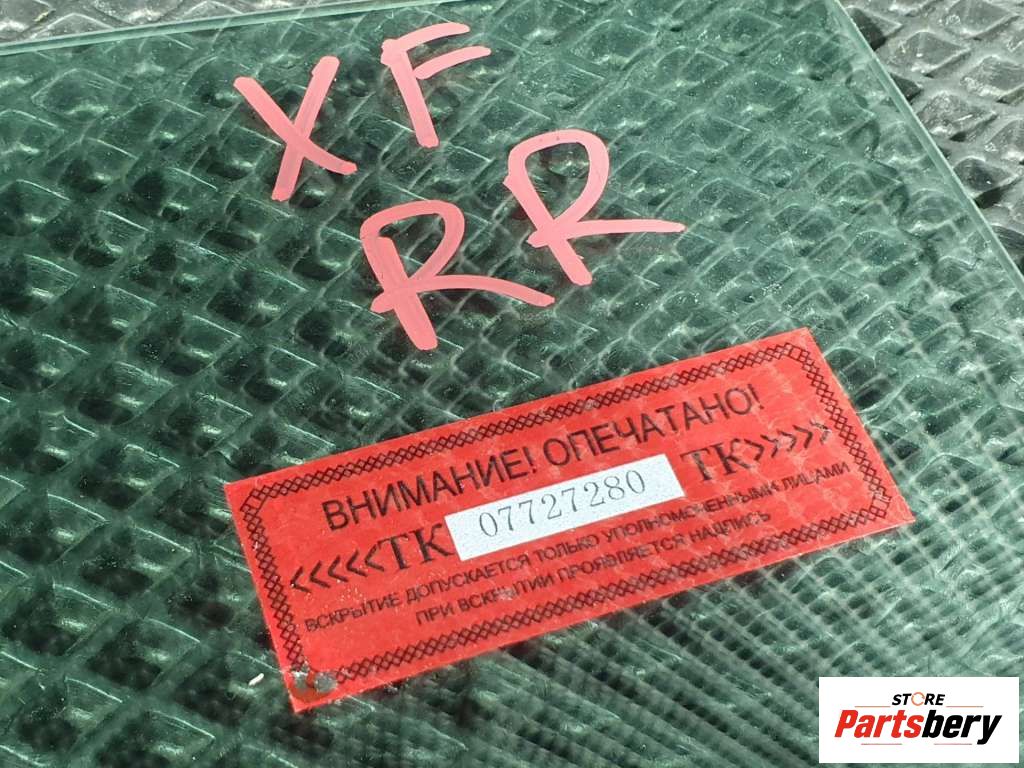 XF
RR
ВНИМАНИЕ! ОПЕЧАТАНО!
<<<<<ТК 07727280 ТК>>>>>
ВСКРЫТИЕ ДОПУСКАЕТСЯ ТОЛЬКО УПОЛНОМОЧЕННЫМИ ЛИЦАМИ
ПРИ ВСКРЫТИИ ПРОЯВЛЯЕТСЯ НАДПИСЬ
STORE
Partsbery